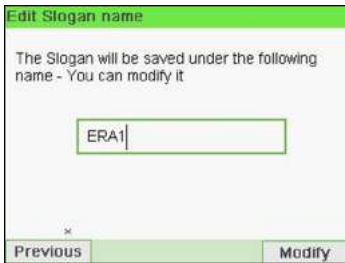 Edit Slogan name
The Slogan will be saved under the following
name - You can modify it
ERA1
Previous
Modify